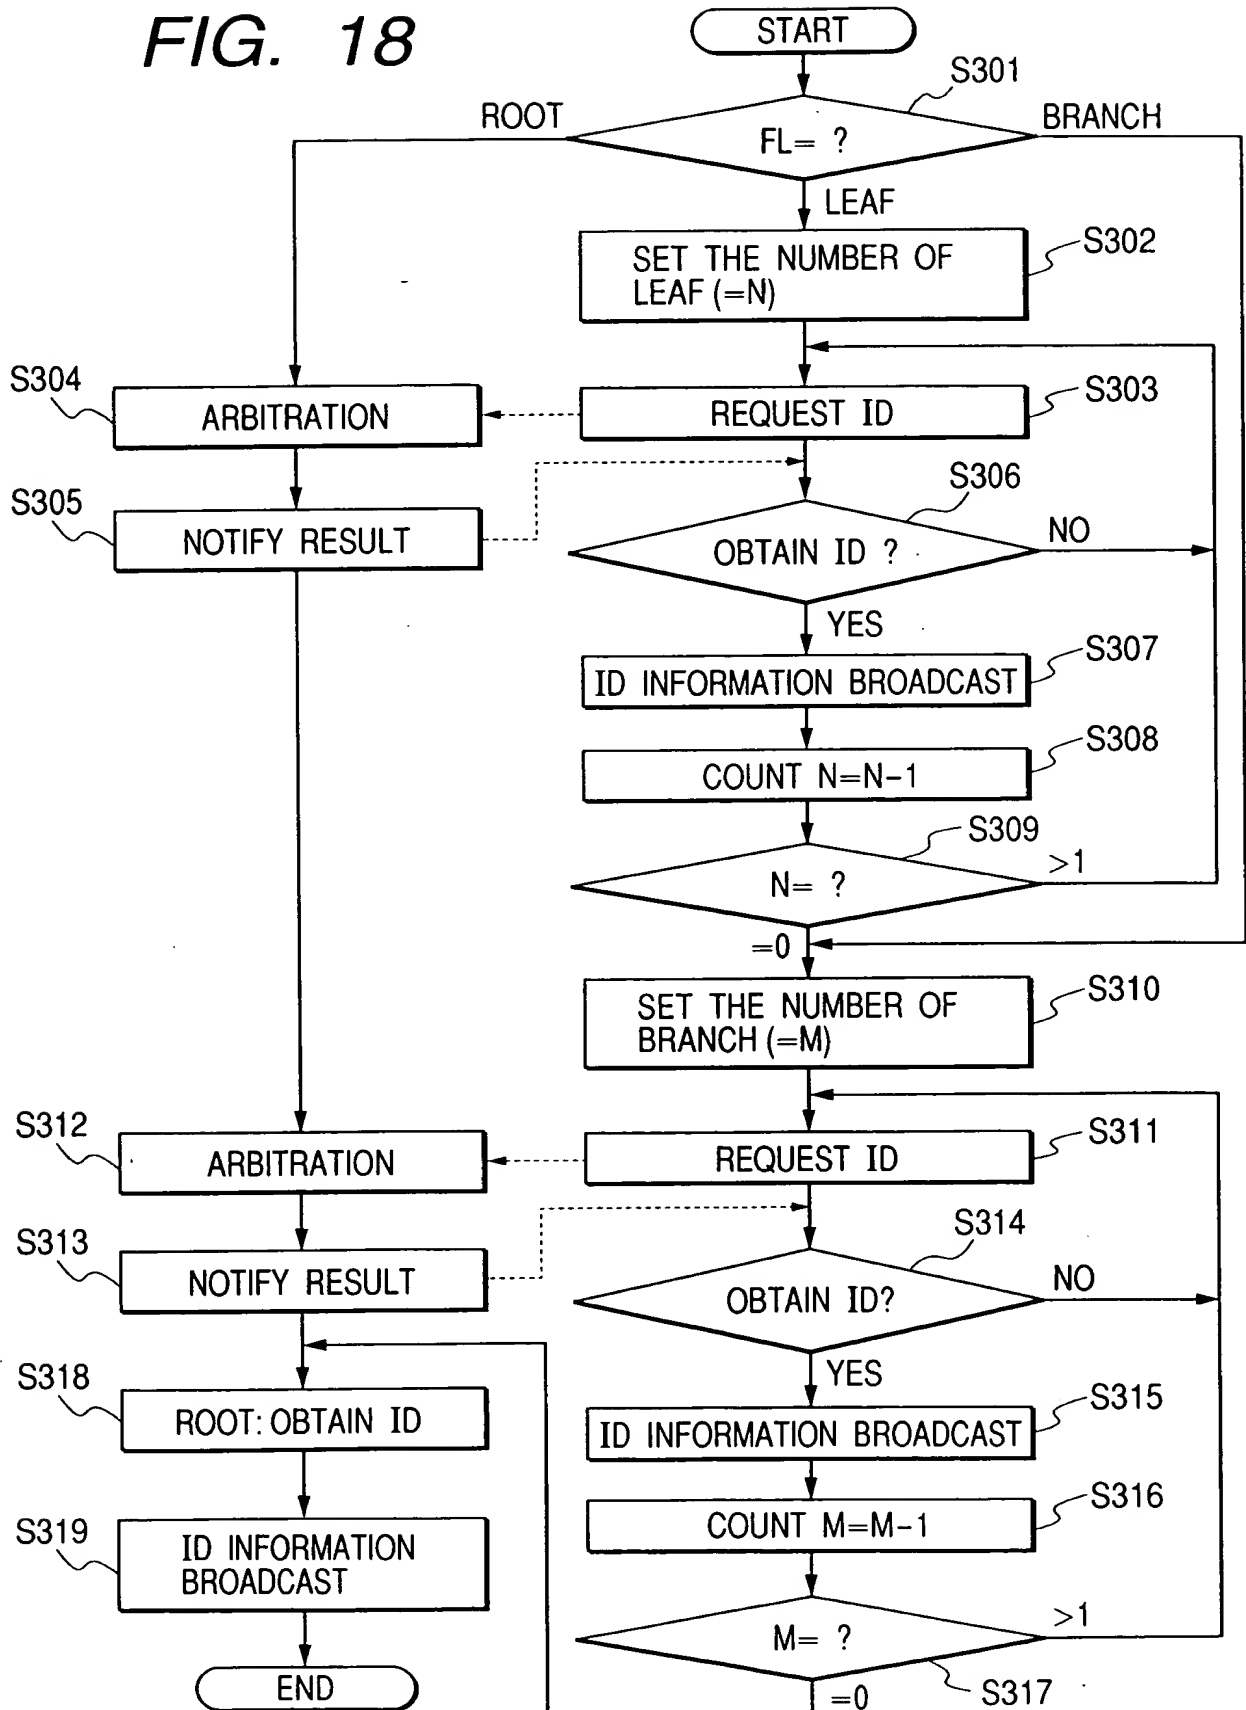 FIG. 18
START
S301
ROOT
FL= ?
BRANCH
LEAF
S302
SET THE NUMBER OF
LEAF (=N)
S304
ARBITRATION
S303
REQUEST ID
S305
NOTIFY RESULT
S306
OBTAIN ID ?
NO
YES
S307
ID INFORMATION BROADCAST
S308
COUNT N=N-1
S309
N= ?
>1
=0
S310
SET THE NUMBER OF
BRANCH (=M)
S312
ARBITRATION
S311
REQUEST ID
S313
NOTIFY RESULT
S314
OBTAIN ID?
NO
YES
S318
ROOT: OBTAIN ID
S315
ID INFORMATION BROADCAST
S316
COUNT M=M-1
S319
ID INFORMATION
BROADCAST
M= ?
>1
S317
=0
END